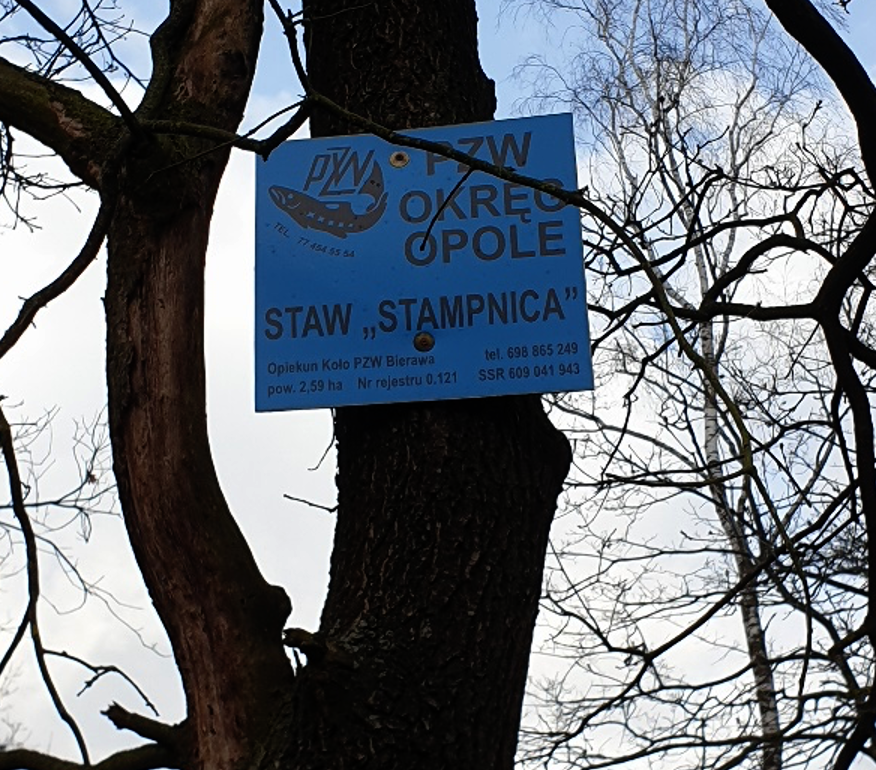 PZW
PZW
OKRĘG
OPOLE
TEL. 77 454 55 54
STAW „STAMPNICA”
Opiekun Koło PZW Bierawa tel. 698 865 249
pow. 2,59 ha Nr rejestru 0,121 SSR 609 041 943